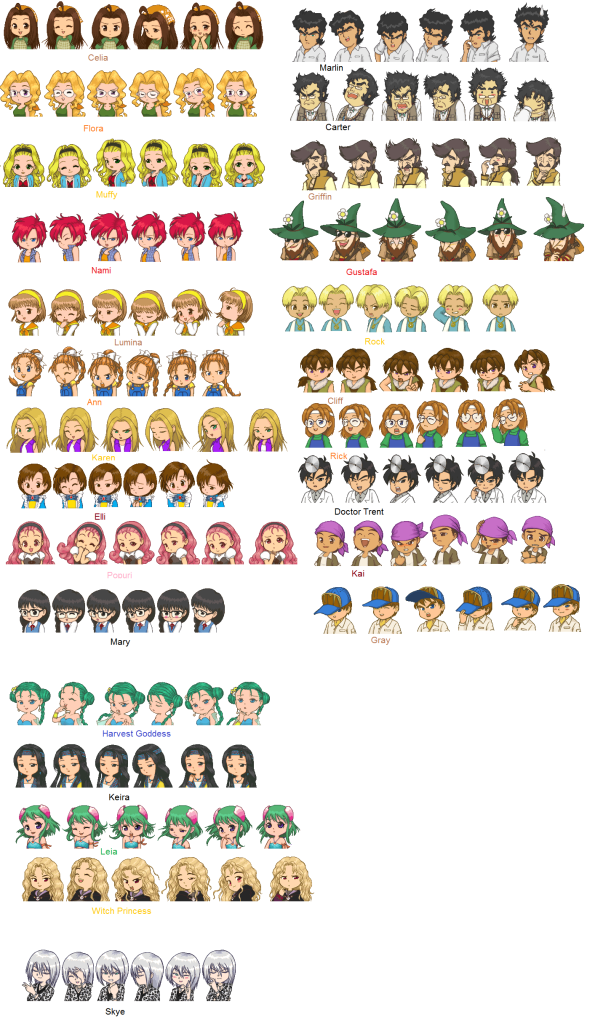 Celia
Marlin
Flora
Carter
Muffy
Griffin
Nami
Gustafa
Lumina
Rock
Ann
Cliff
Karen
Rick
Elli
Doctor Trent
Poouri
Kai
Mary
Gray
Harvest Goddess
Keira
Leia
Witch Princess
Skye